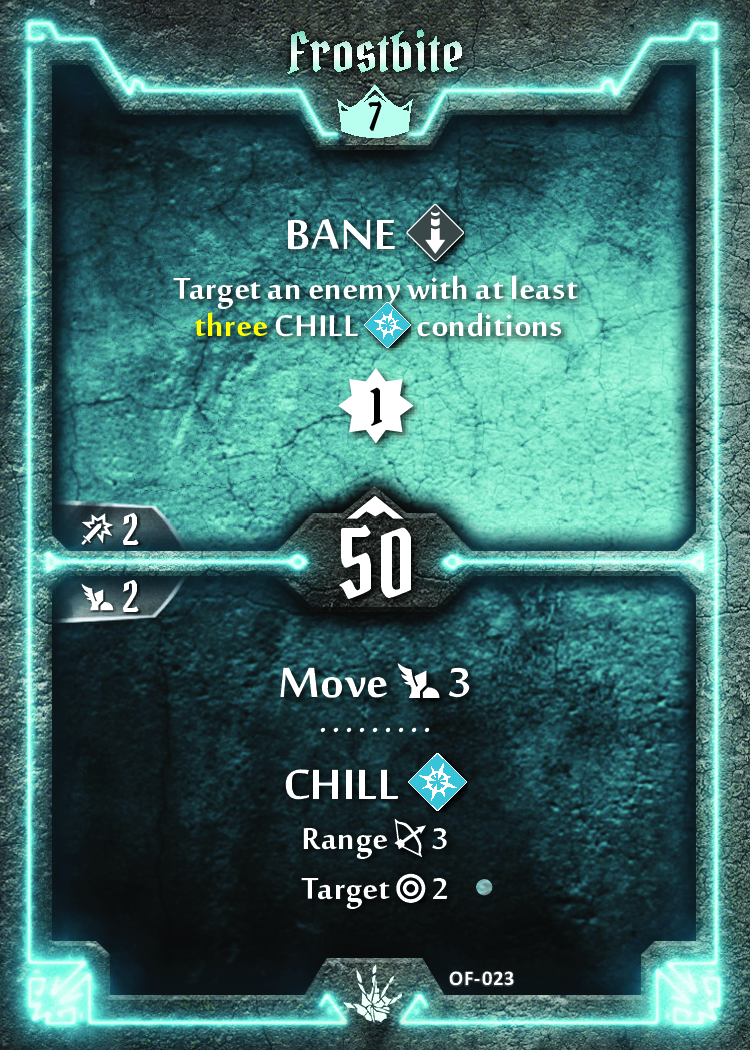 Frostbite
7
BANE
Target an enemy with at least
three CHILL conditions
1
2
50
2
Move 3
CHILL
Range 3
Target 2
OF-023